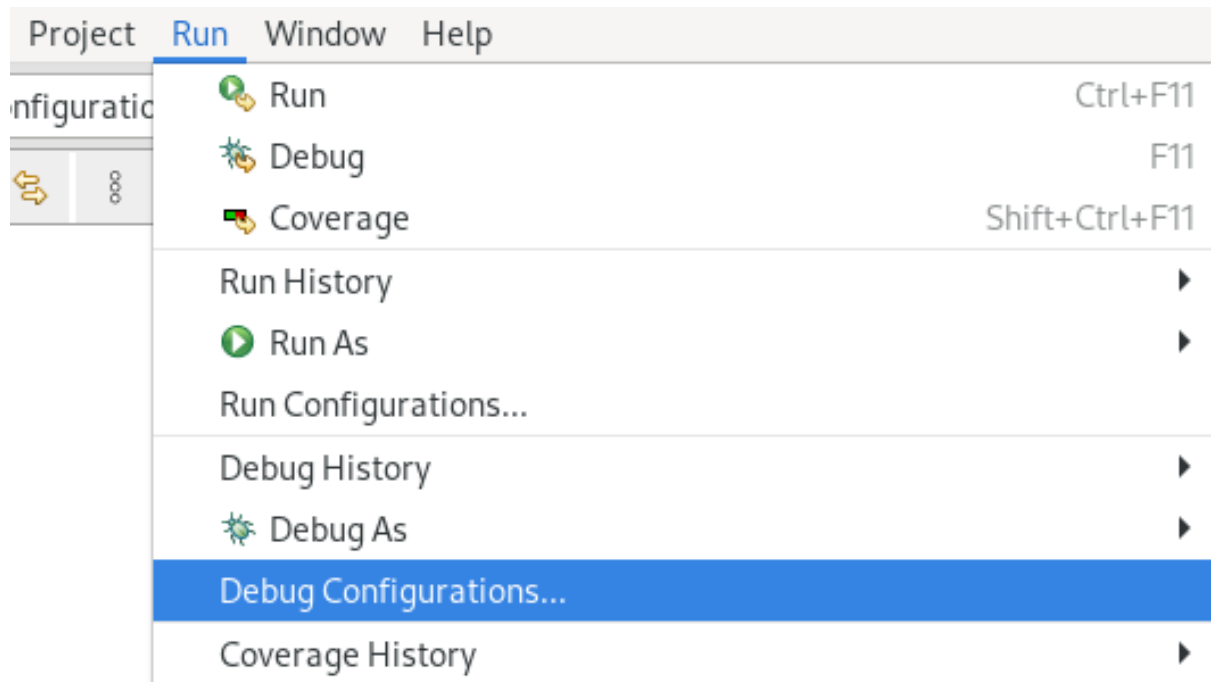 Project Run Window Help
Run Ctrl+F11
nfiguratio
Debug F11
Coverage Shift+Ctrl+F11
Run History
Run As
Run Configurations...
Debug History
Debug As
Debug Configurations...
Coverage History